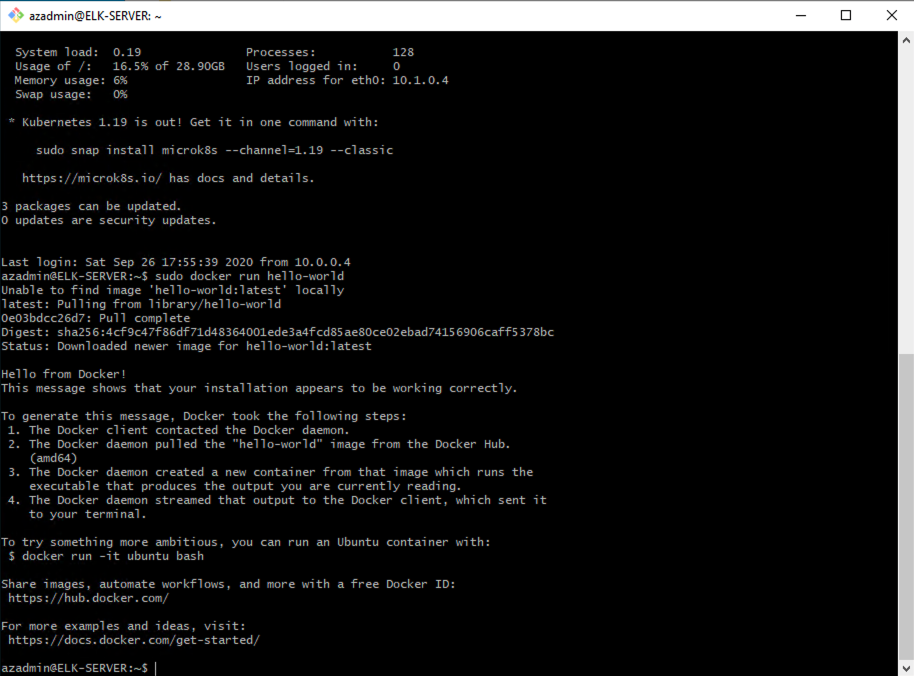 azadmin@ELK-SERVER: ~
System load:  0.19               Processes:           128
Usage of /:   16.5% of 28.90GB   Users logged in:     0
Memory usage: 6%                 IP address for eth0: 10.1.0.4
Swap usage:   0%
* Kubernetes 1.19 is out! Get it in one command with:
sudo snap install microk8s --channel=1.19 --classic
https://microk8s.io/ has docs and details.
3 packages can be updated.
0 updates are security updates.
Last login: Sat Sep 26 17:55:39 2020 from 10.0.0.4
azadmin@ELK-SERVER:~$ sudo docker run hello-world
Unable to find image 'hello-world:latest' locally
latest: Pulling from library/hello-world
0e03bdcc26d7: Pull complete
Digest: sha256:4cf9c47f86df71d48364001ede3a4fcd85ae80ce02ebad74156906caff5378bc
Status: Downloaded newer image for hello-world:latest
Hello from Docker!
This message shows that your installation appears to be working correctly.
To generate this message, Docker took the following steps:
1. The Docker client contacted the Docker daemon.
2. The Docker daemon pulled the "hello-world" image from the Docker Hub.
(amd64)
3. The Docker daemon created a new container from that image which runs the
executable that produces the output you are currently reading.
4. The Docker daemon streamed that output to the Docker client, which sent it
to your terminal.
To try something more ambitious, you can run an Ubuntu container with:
$ docker run -it ubuntu bash
Share images, automate workflows, and more with a free Docker ID:
https://hub.docker.com/
For more examples and ideas, visit:
https://docs.docker.com/get-started/
azadmin@ELK-SERVER:~$